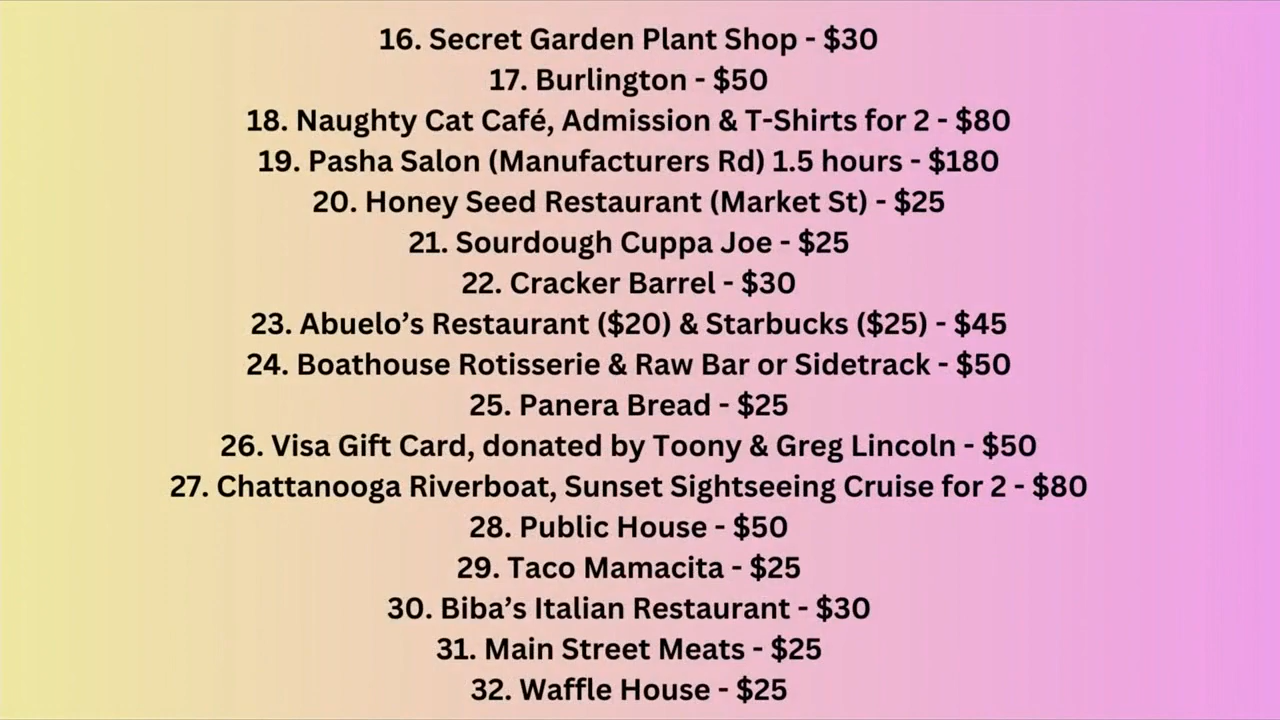 16. Secret Garden Plant Shop - $30
17. Burlington - $50
18. Naughty Cat Café, Admission & T-Shirts for 2 - $80
19. Pasha Salon (Manufacturers Rd) 1.5 hours - $180
20. Honey Seed Restaurant (Market St) - $25
21. Sourdough Cuppa Joe - $25
22. Cracker Barrel - $30
23. Abuelo’s Restaurant ($20) & Starbucks ($25) - $45
24. Boathouse Rotisserie & Raw Bar or Sidetrack - $50
25. Panera Bread - $25
26. Visa Gift Card, donated by Toony & Greg Lincoln - $50
27. Chattanooga Riverboat, Sunset Sightseeing Cruise for 2 - $80
28. Public House - $50
29. Taco Mamacita - $25
30. Biba’s Italian Restaurant - $30
31. Main Street Meats - $25
32. Waffle House - $25